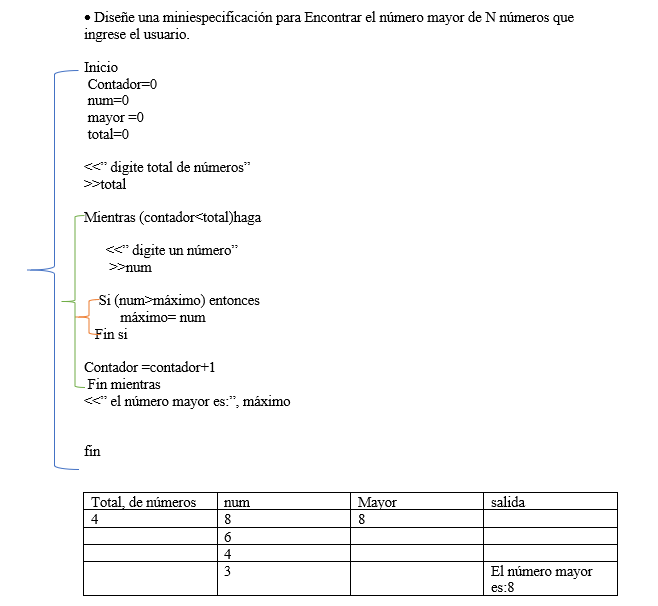 • Diseñe una miniespecificación para Encontrar el número mayor de N números que
ingrese el usuario.
Inicio
Contador=0
num=0
mayor =0
total=0
<<” digite total de números”
>>total
Mientras (contador<total)haga
<<” digite un número”
>>num
Si (num>máximo) entonces
máximo= num
Fin si
Contador =contador+1
Fin mientras
<<” el número mayor es:”, máximo
fin
Total, de números num Mayor salida
4 8 8
6
4
3 El número mayor
es:8